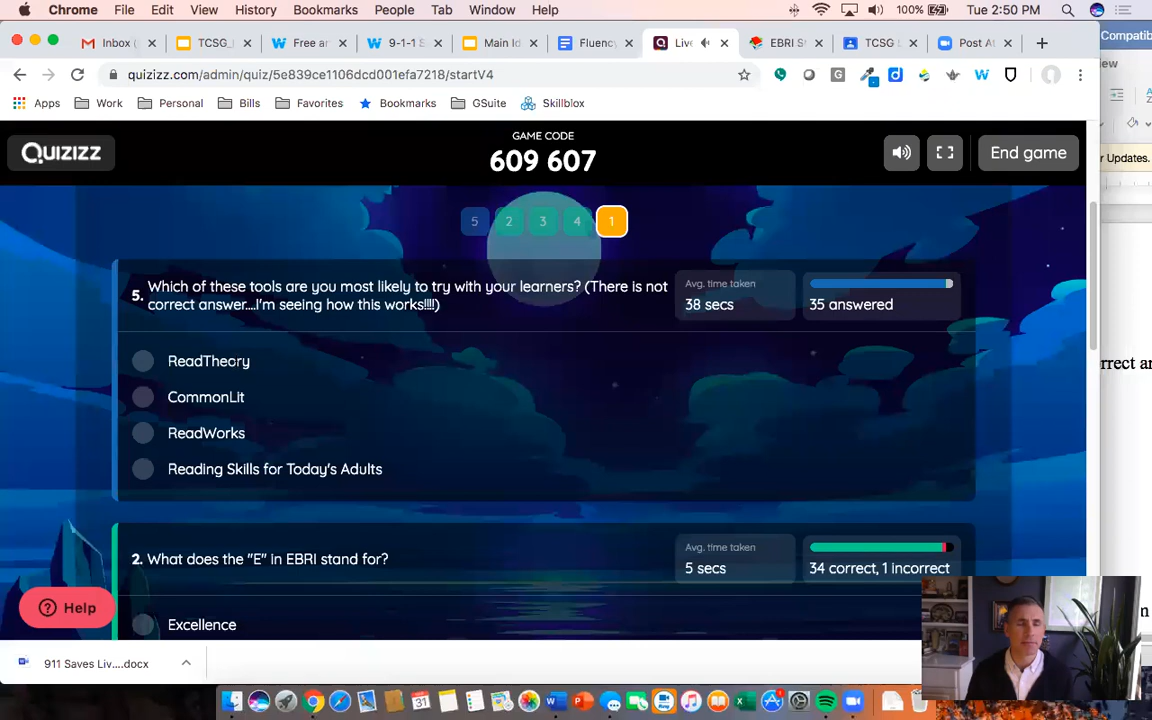 Chrome File Edit View History Bookmarks People Tab Window Help 100% Tue 2:50 PM
Inbox ( TCSG_ Free ar 9-1-1 S Main Id Fluency Live EBRI S TCSG L Post At
Compatib
quizizz.com/admin/quiz/5e839ce1106dcd001efa7218/startV4
Apps Work Personal Bills Favorites Bookmarks GSuite Skillbox
r Updates.
QUIZIZZ
GAME CODE
609 607
End game
5 2 3 4 1
5. Which of these tools are you most likely to try with your learners? (There is not
correct answer....I'm seeing how this works!!!!)
Avg. time taken
38 secs
35 answered
ReadTheory
CommonLit
ReadWorks
Reading Skills for Today's Adults
rrect ar
2. What does the "E" in EBRI stand for?
Avg. time taken
5 secs
34 correct, 1 incorrect
Excellence
Help
911 Saves Liv....docx